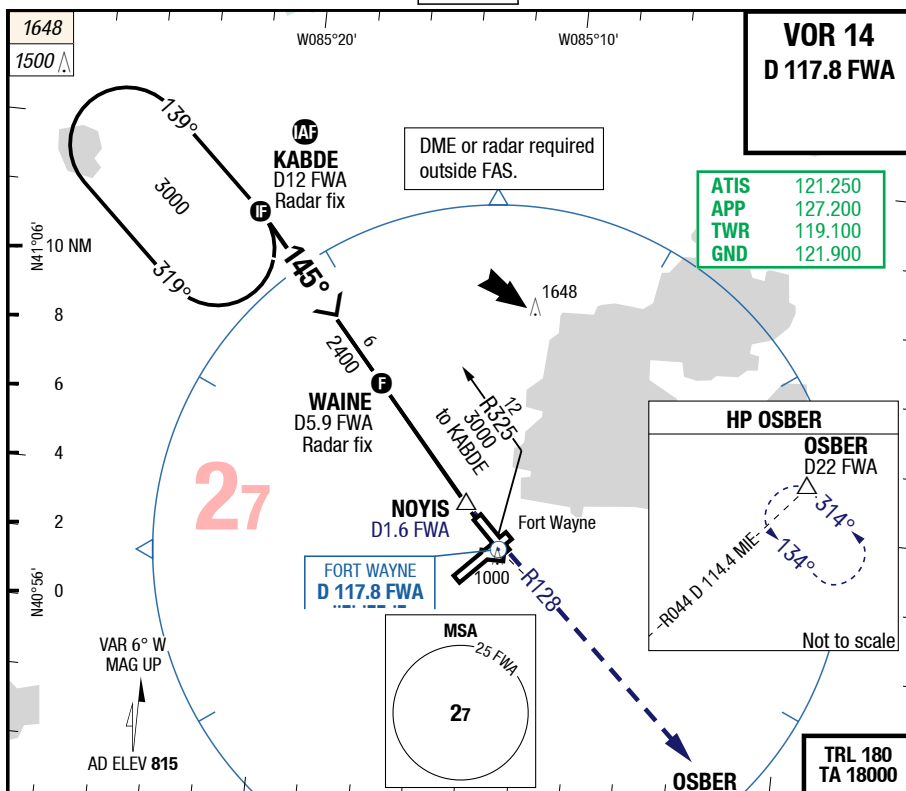 1648
1500
W085°20'
W085°10'
VOR 14
D 117.8 FWA
139°
3000
319°
IAF
KABDE
D12 FWA
Radar fix
IF
DME or radar required
outside FAS.
ATIS 121.250
APP 127.200
TWR 119.100
GND 121.900
N41°06'
10 NM
8
6
4
2
0
N40°56'
145°
1648
6
2400
F
WAINE
D5.9 FWA
Radar fix
12
R325
3000
to KABDE
27
NOYIS
D1.6 FWA
Fort Wayne
1000
FORT WAYNE
D 117.8 FWA
R128
HP OSBER
OSBER
D22 FWA
314°
134°
R044 D 114.4 MIE
Not to scale
VAR 6° W
MAG UP
AD ELEV 815
MSA
25 FWA
27
OSBER
TRL 180
TA 18000